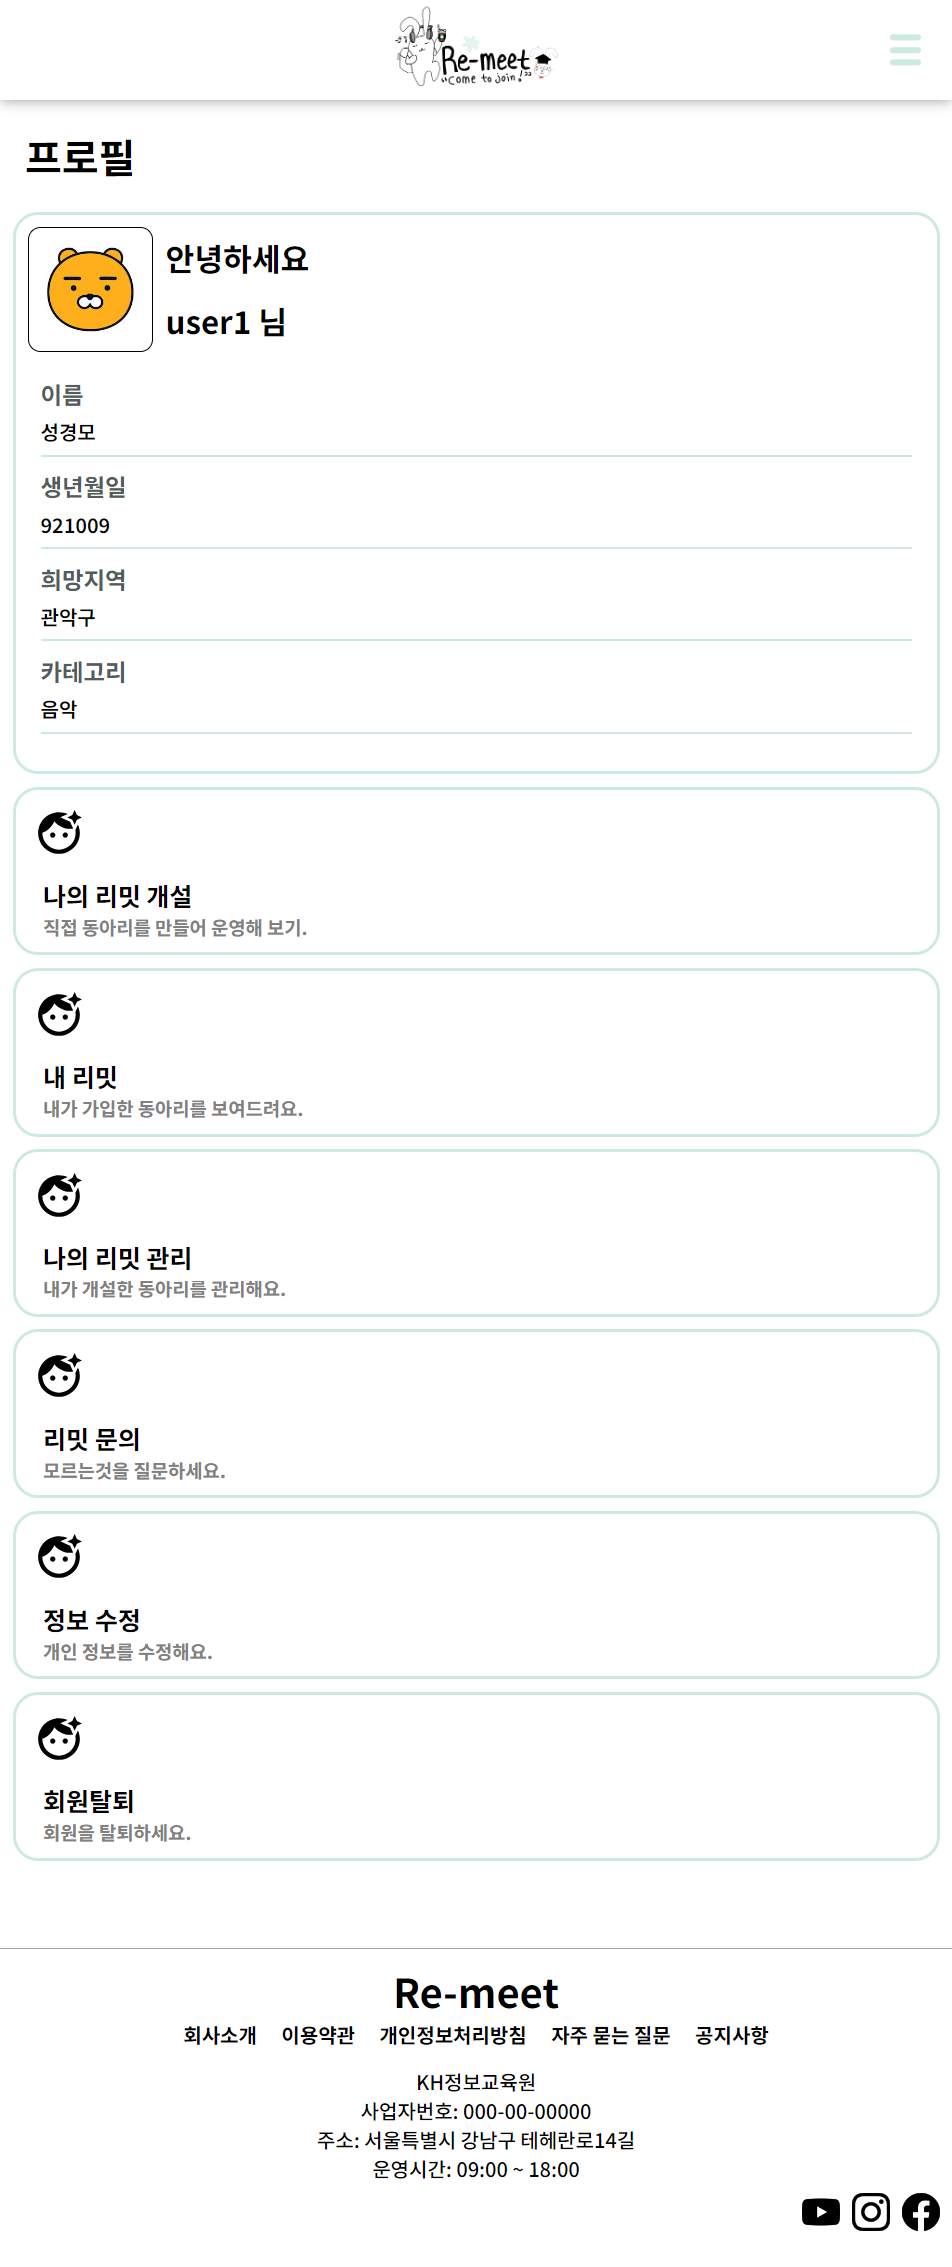 Re-meet
"Come to join!"
프로필
안녕하세요
user1 님
이름
성경모
생년월일
921009
희망지역
관악구
카테고리
음악
나의 리밋 개설
직접 동아리를 만들어 운영해 보기.
내 리밋
내가 가입한 동아리를 보여드려요.
나의 리밋 관리
내가 개설한 동아리를 관리해요.
리밋 문의
모르는것을 질문하세요.
정보 수정
개인 정보를 수정해요.
회원탈퇴
회원을 탈퇴하세요.
Re-meet
회사소개 이용약관 개인정보처리방침 자주 묻는 질문 공지사항
KH정보교육원
사업자번호: 000-00-00000
주소: 서울특별시 강남구 테헤란로14길
운영시간: 09:00 ~ 18:00